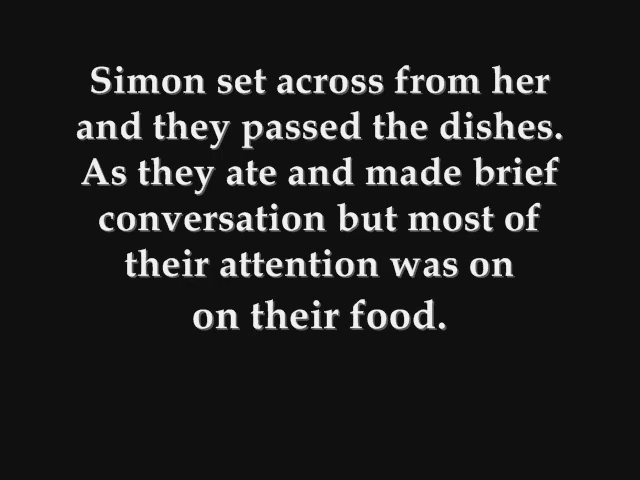 Simon set across from her
and they passed the dishes.
As they ate and made brief
conversation but most of
their attention was on
on their food.